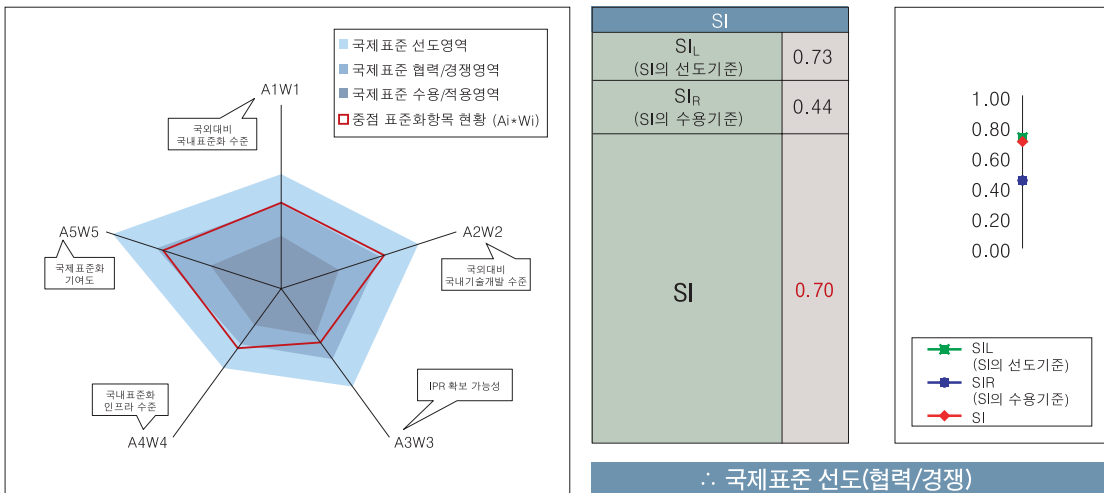 국제표준 선도영역
국제표준 협력/경쟁영역
국제표준 수용/적용영역
중점 표준화항목 현황 (Ai*Wi)
A1W1
국외대비
국내표준화 수준
A2W2
국외대비
국내기술개발 수준
A5W5
국제표준화
기여도
국내표준화
인프라 수준
A4W4
IPR 확보 가능성
A3W3
SI
SIL
(SI의 선도기준)
0.73
SIR
(SI의 수용기준)
0.44
SI
0.70
1.00
0.80
0.60
0.40
0.20
0.00
SIL
(SI의 선도기준)
SIR
(SI의 수용기준)
SI
∴ 국제표준 선도(협력/경쟁)